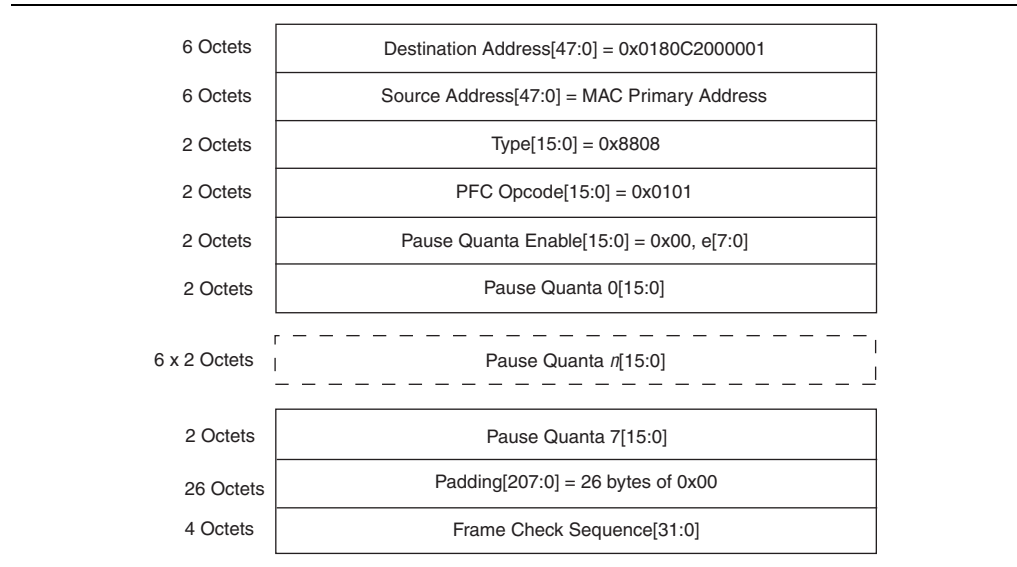 6 Octets Destination Address[47:0] = 0x0180C2000001
6 Octets Source Address[47:0] = MAC Primary Address
2 Octets Type[15:0] = 0x8808
2 Octets PFC Opcode[15:0] = 0x0101
2 Octets Pause Quanta Enable[15:0] = 0x00, e[7:0]
2 Octets Pause Quanta 0[15:0]
6 x 2 Octets Pause Quanta n[15:0]
2 Octets Pause Quanta 7[15:0]
26 Octets Padding[207:0] = 26 bytes of 0x00
4 Octets Frame Check Sequence[31:0]